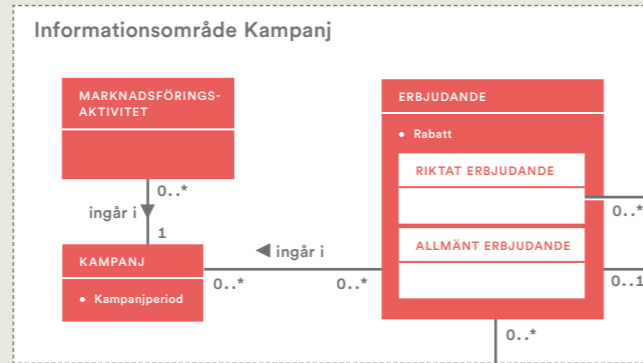 Informationsområde Kampanj
MARKNADSFÖRINGS-
AKTIVITET
ERBJUDANDE
• Rabatt
RIKTAT ERBJUDANDE
0..*
0..*
ingår i
1
ALLMÄNT ERBJUDANDE
ingår i
KAMPANJ
0..*
0..*
0..1
• Kampanjperiod
0..*